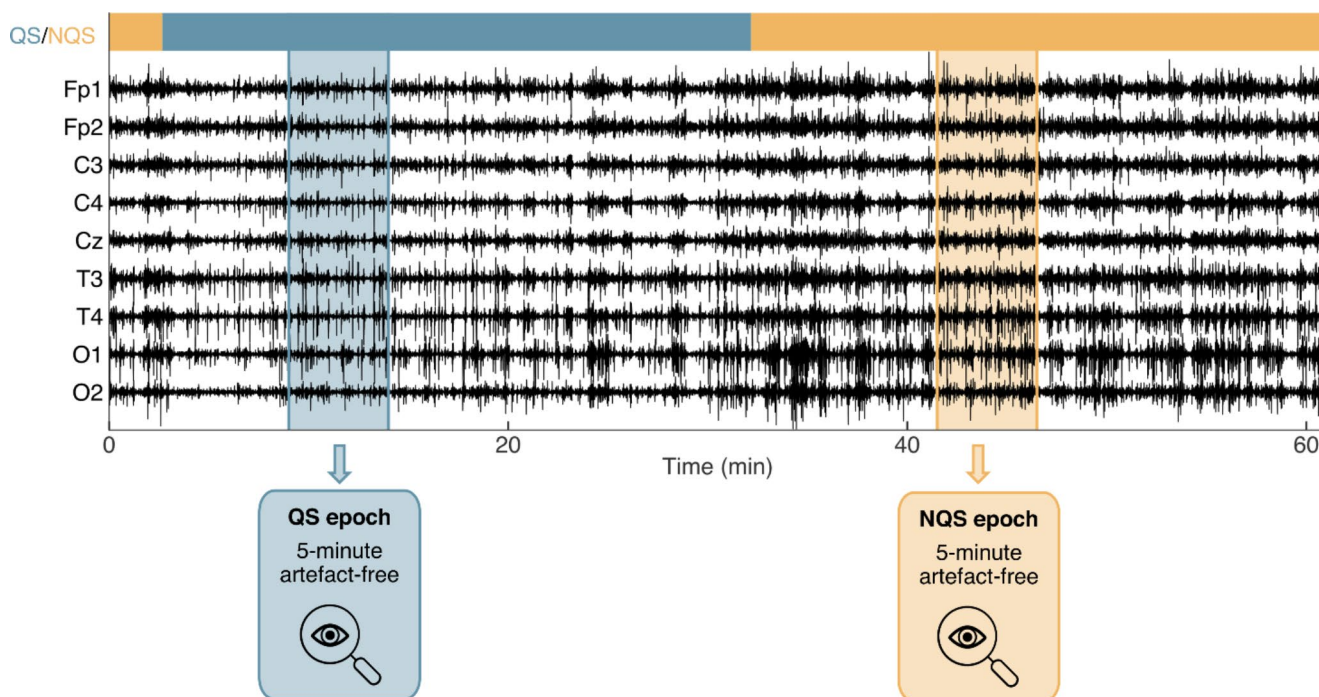 QS/NQS
Fp1
Fp2
C3
C4
Cz
T3
T4
O1
O2
0
20
40
60
Time (min)
QS epoch
5-minute
artefact-free
NQS epoch
5-minute
artefact-free